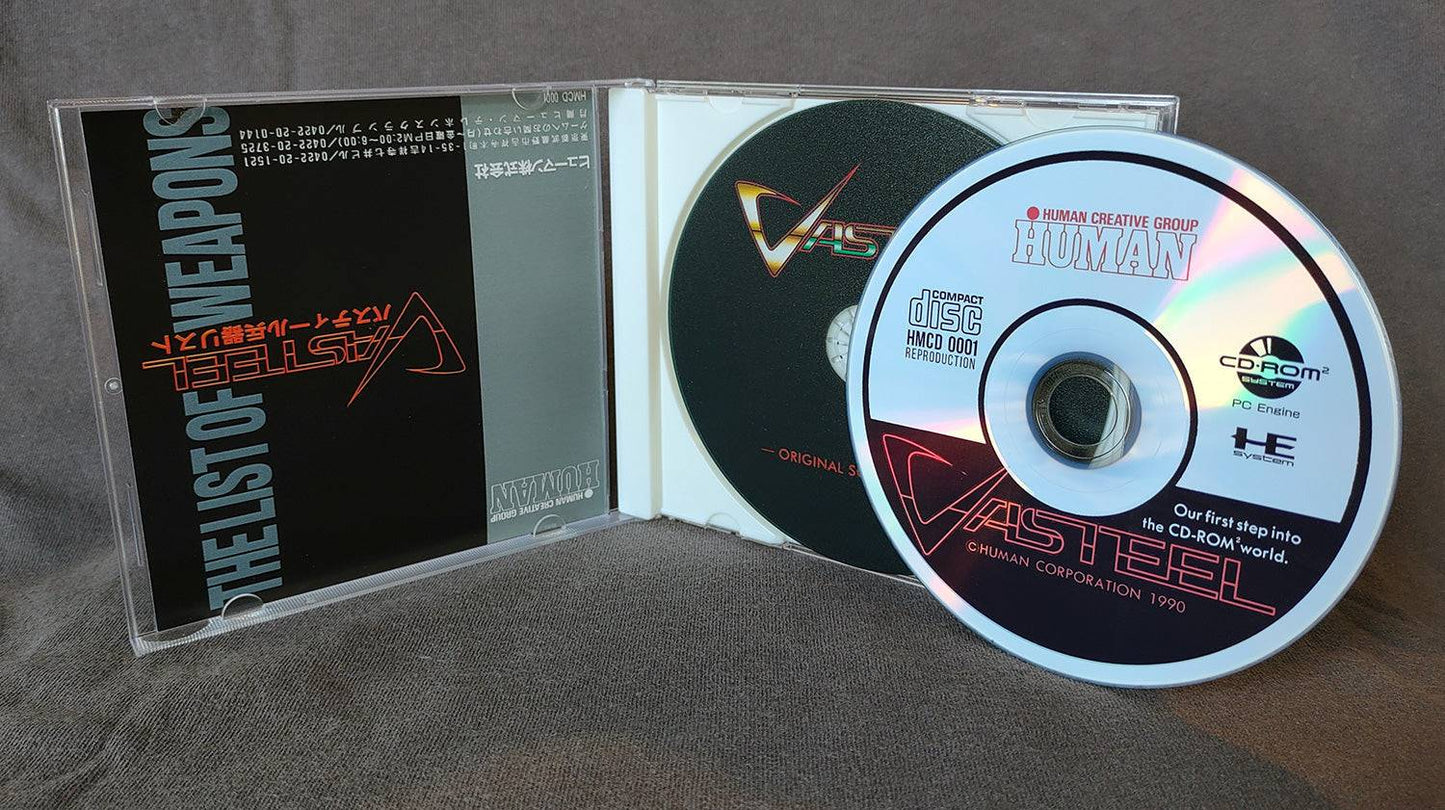 THE LIST OF WEAPONS
VASTEEL
バスティール兵器リスト
HMCD 0001
ヒューマン株式会社
HUMAN CREATIVE GROUP
HUMAN
VAST
— ORIGINAL
HUMAN CREATIVE GROUP
HUMAN
COMPACT
disc
HMCD 0001
REPRODUCTION
CD-ROM²
SYSTEM
PC Engine
HE
System
Our first step into
the CD-ROM² world.
VASTEEL
©HUMAN CORPORATION 1990